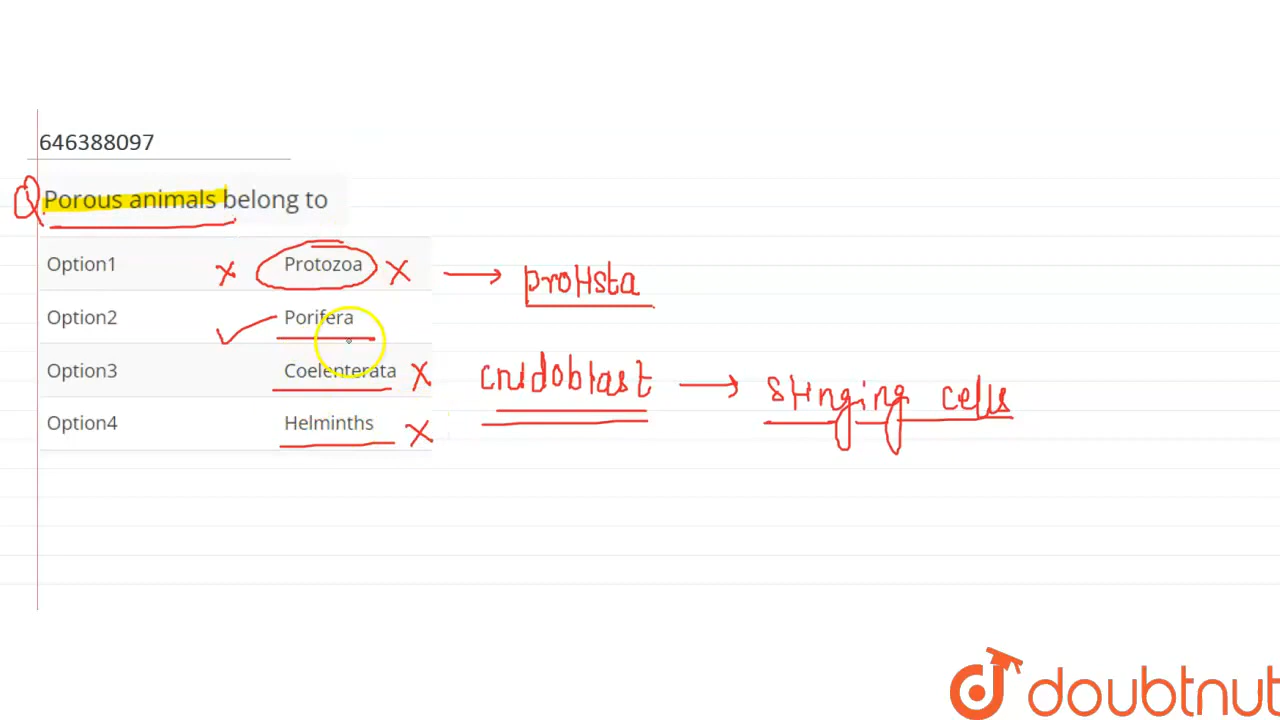 646388097
Q Porous animals belong to
Option1 x Protozoa x → Protista
Option2 ✓ Porifera
Option3 Coelenterata x cnidoblast → stinging cells
Option4 Helminths x
doubtnut